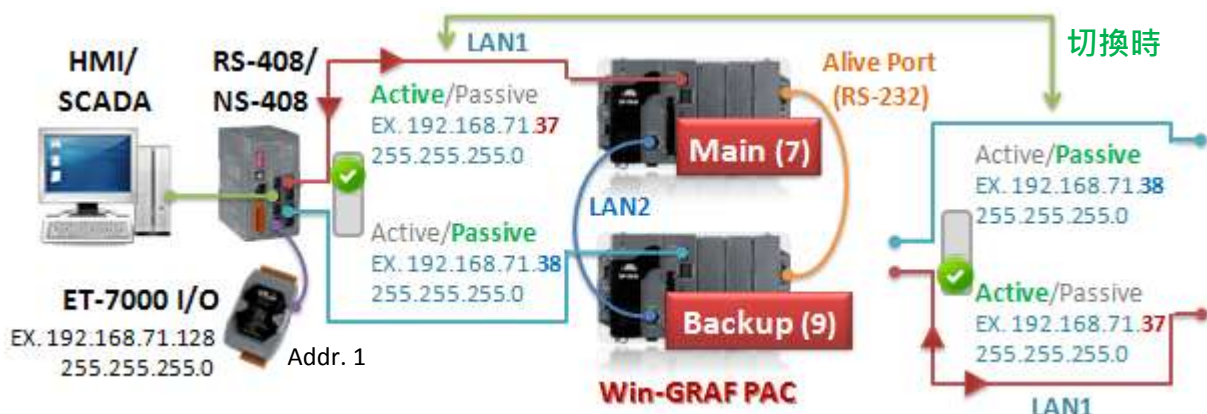 HMI/
SCADA
RS-408/
NS-408
LAN1
Active/Passive
EX. 192.168.71.37
255.255.255.0
Active/Passive
EX. 192.168.71.38
255.255.255.0
ET-7000 I/O
EX. 192.168.71.128
255.255.255.0
Addr. 1
Main (7)
LAN2
Backup (9)
Win-GRAF PAC
Alive Port
(RS-232)
切換時
Active/Passive
EX. 192.168.71.38
255.255.255.0
Active/Passive
EX. 192.168.71.37
255.255.255.0
LAN1